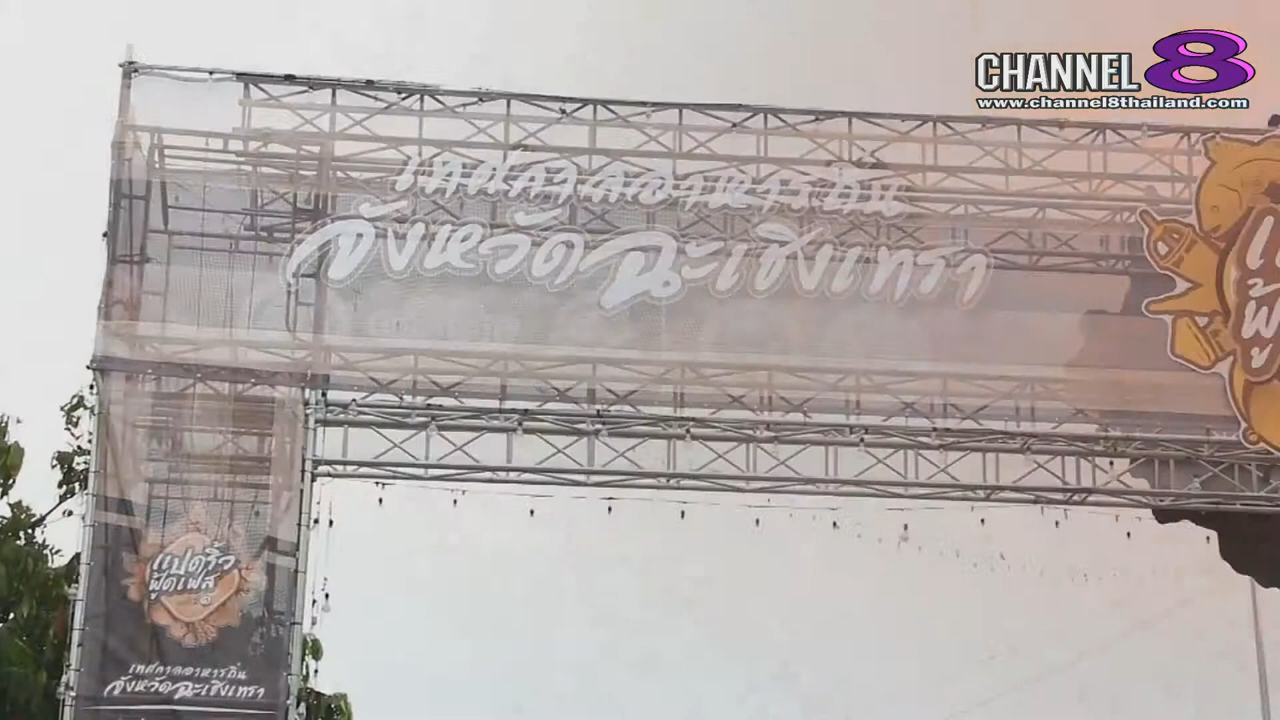 CHANNEL 8
www.channel8thailand.com
เทศกาลอาหารถิ่น
จังหวัดฉะเชิงเทรา
แปดริ้ว
ฟู้ดเฟส
เทศกาลอาหารถิ่น
จังหวัดฉะเชิงเทรา